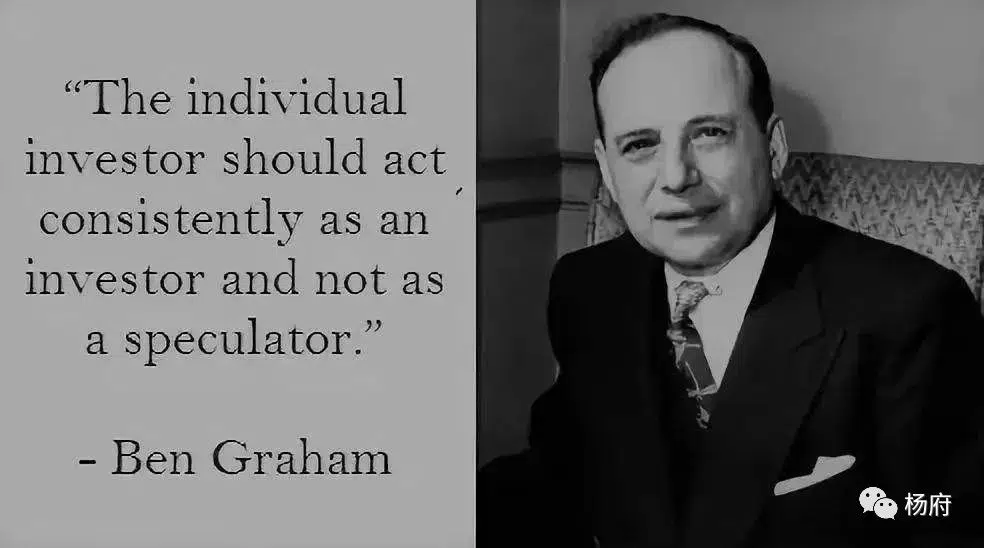 “The individual
investor should act
consistently as an
investor and not as
a speculator.”
- Ben Graham
杨府